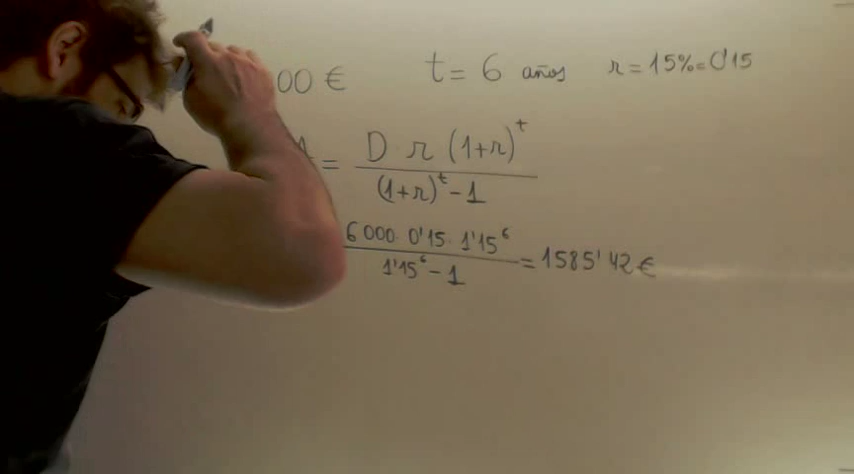 00 € t = 6 años r = 15% = 0'15
A = D r (1+r)^t / (1+r)^t - 1
6000 · 0'15 · 1'15^6 / 1'15^6 - 1 = 1585'42 €